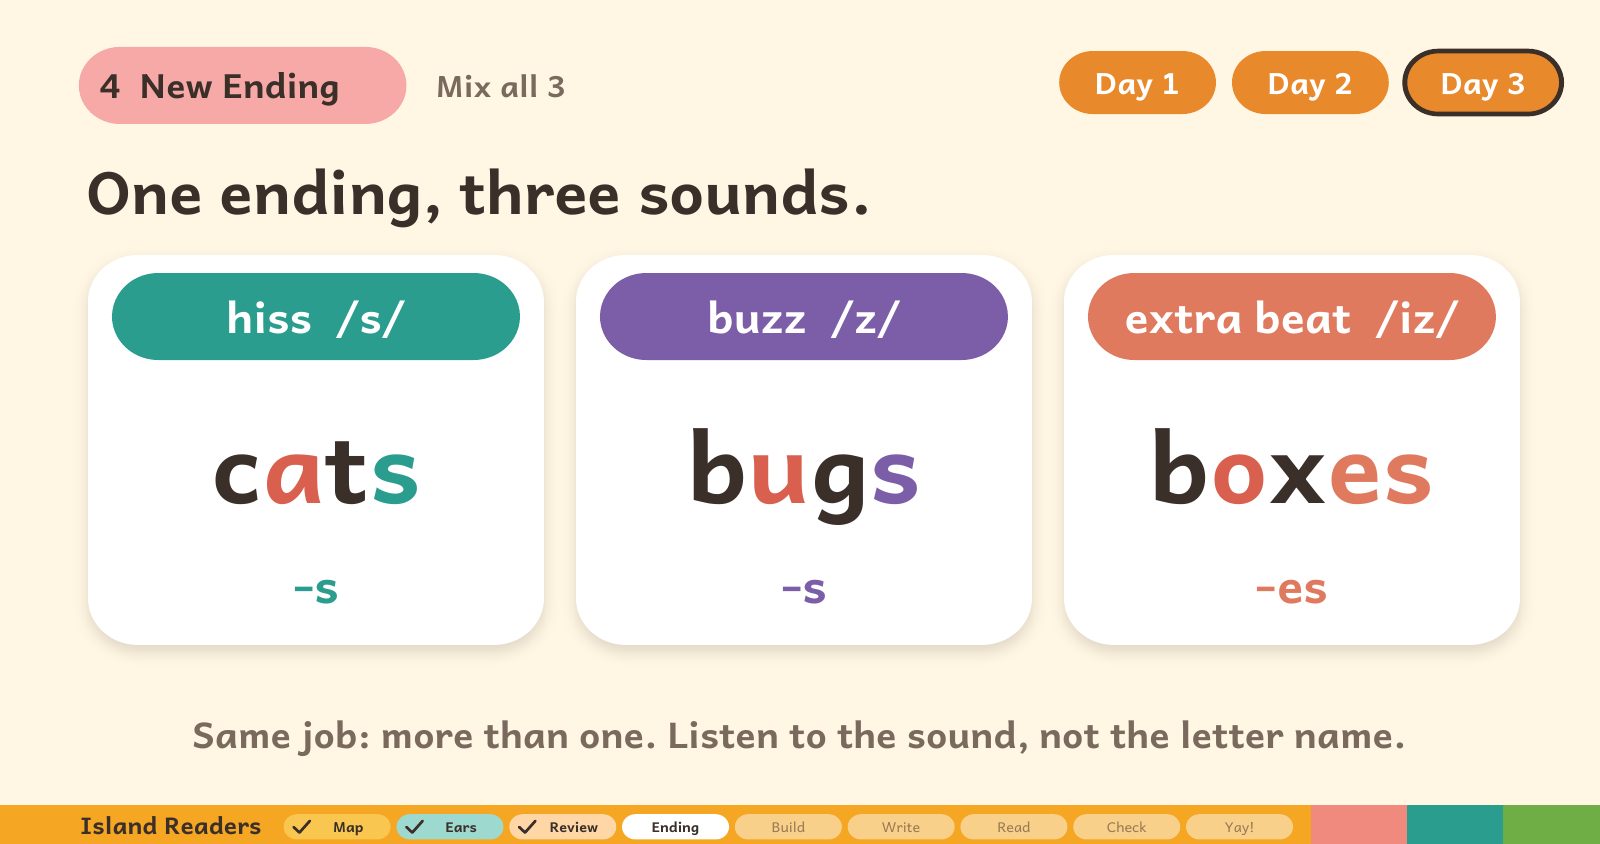 4 New Ending
Mix all 3
Day 1
Day 2
Day 3
One ending, three sounds.
hiss /s/
cats
-s
buzz /z/
bugs
-s
extra beat /iz/
boxes
-es
Same job: more than one. Listen to the sound, not the letter name.
Island Readers
Map
Ears
Review
Ending
Build
Write
Read
Check
Yay!